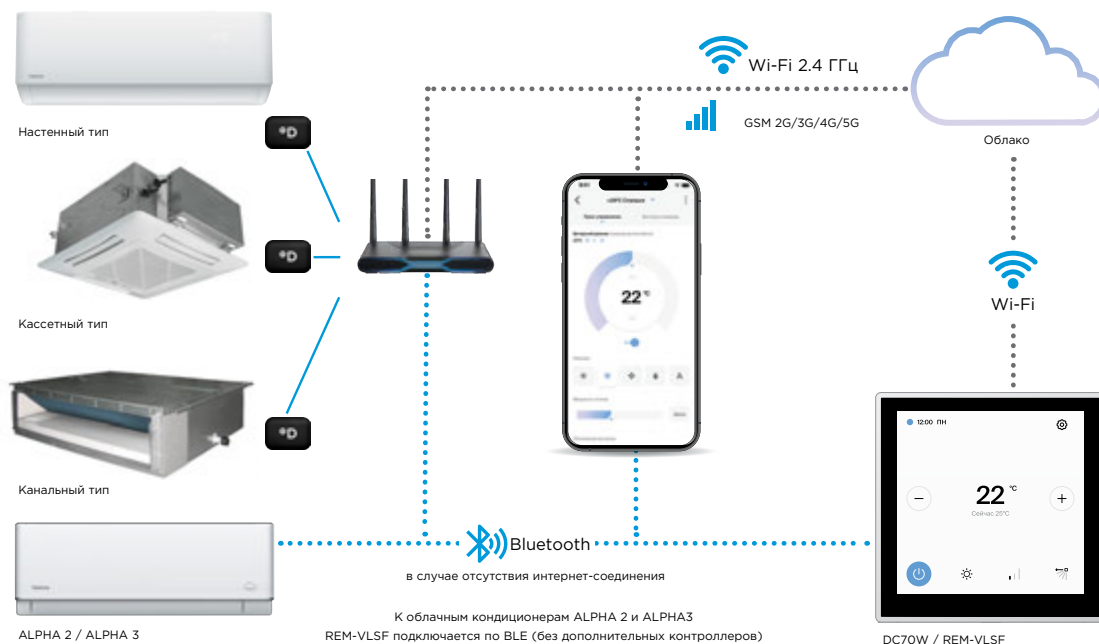 Wi-Fi 2.4 ГГц
GSM 2G/3G/4G/5G
Облако
Настенный тип
Кассетный тип
Канальный тип
ALPHA 2 / ALPHA 3
22 °C
Wi-Fi
12:00 ПН
22 °C
Сейчас 25°C
Bluetooth
в случае отсутствия интернет-соединения
К облачным кондиционерам ALPHA 2 и ALPHA3
REM-VLSF подключается по BLE (без дополнительных контроллеров)
DC70W / REM-VLSF